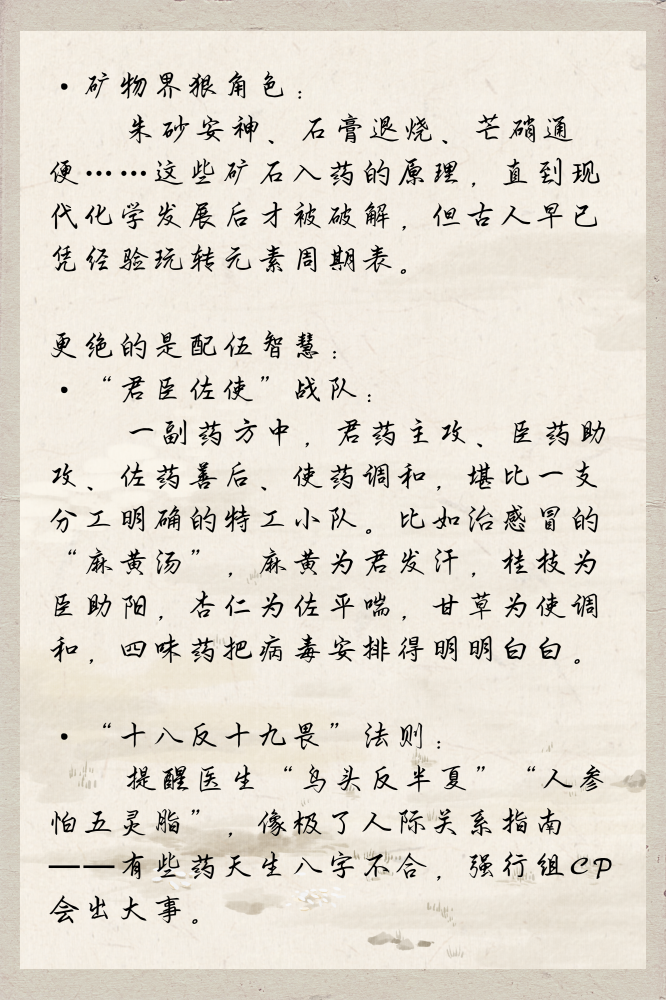 ·矿物界狠角色：
朱砂安神、石膏退烧、芒硝通
便……这些矿石入药的原理，直到现
代化学发展后才被破解，但古人早已
凭经验玩转元素周期表。
更绝的是配伍智慧：
·“君臣佐使”战队：
一副药方中，君药主攻、臣药助
攻、佐药善后、使药调和，堪比一支
分工明确的特工小队。比如治感冒的
“麻黄汤”，麻黄为君发汗，桂枝为
臣助阳，杏仁为佐平喘，甘草为使调
和，四味药把病毒安排得明明白白。
·“十八反十九畏”法则：
提醒医生“乌头反半夏”“人参
怕五灵脂”，像极了人际关系指南
——有些药天生八字不合，强行组CP
会出大事。